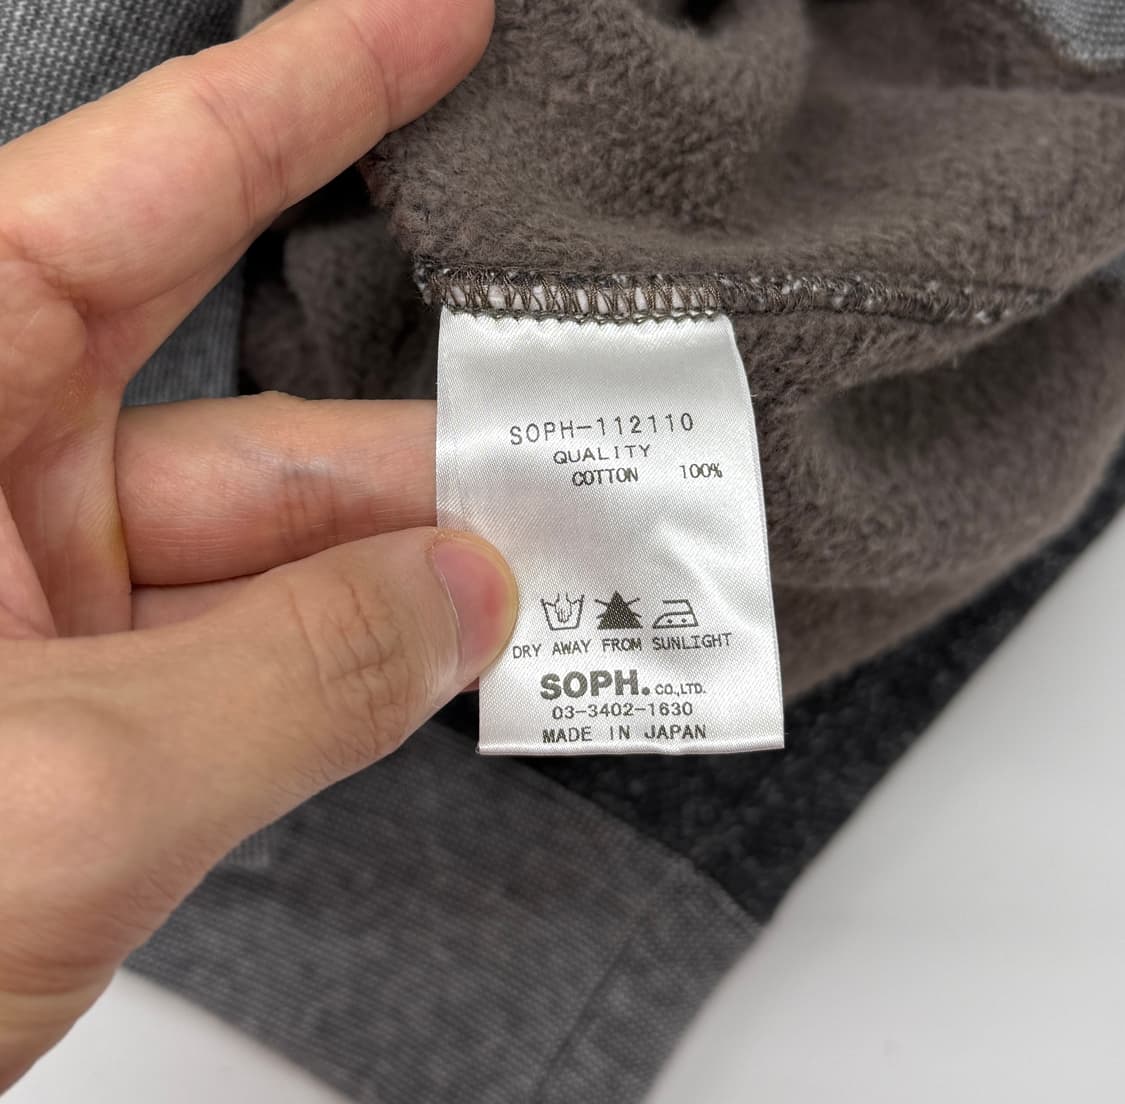 SOPH-112110
QUALITY
COTTON 100%
DRY AWAY FROM SUNLIGHT
SOPH. CO.,LTD.
03-3402-1630
MADE IN JAPAN